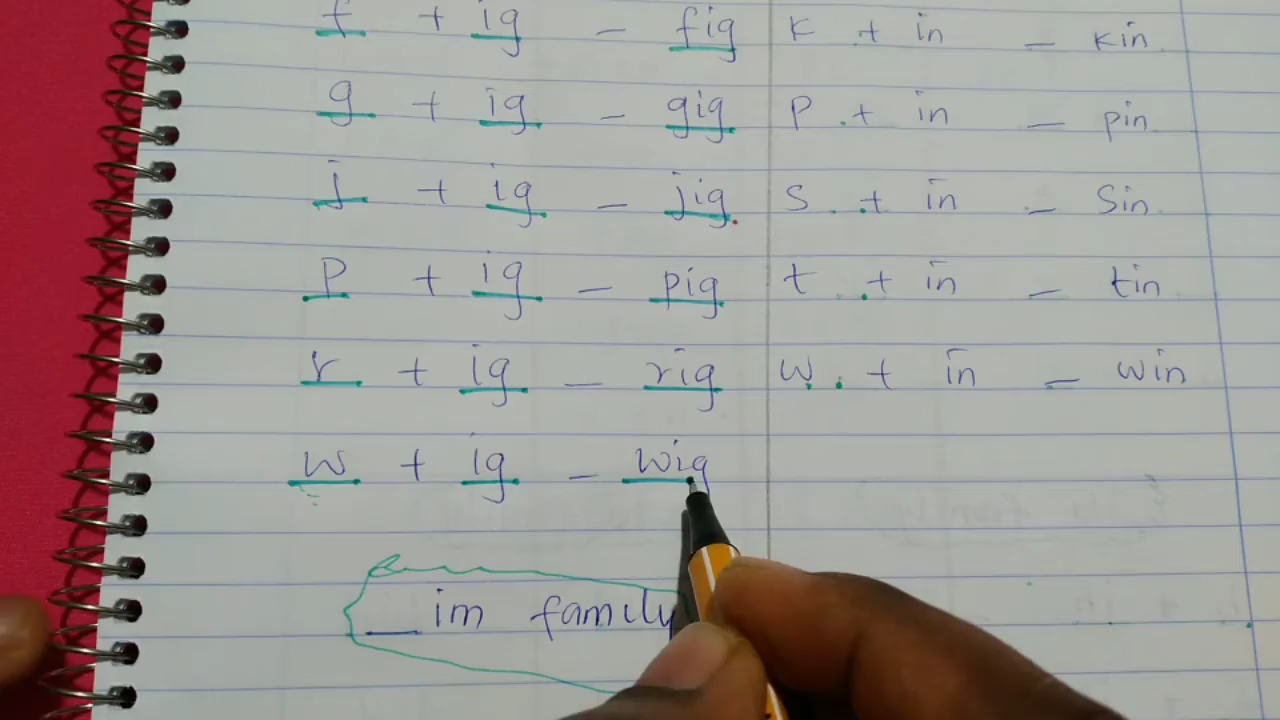 f + ig - fig K + in - kin
g + ig - gig P + in - pin
j + ig - jig S + in - Sin
P + ig - pig t + in - tin
r + ig - rig W + in - win
W + ig - wig
_ im family